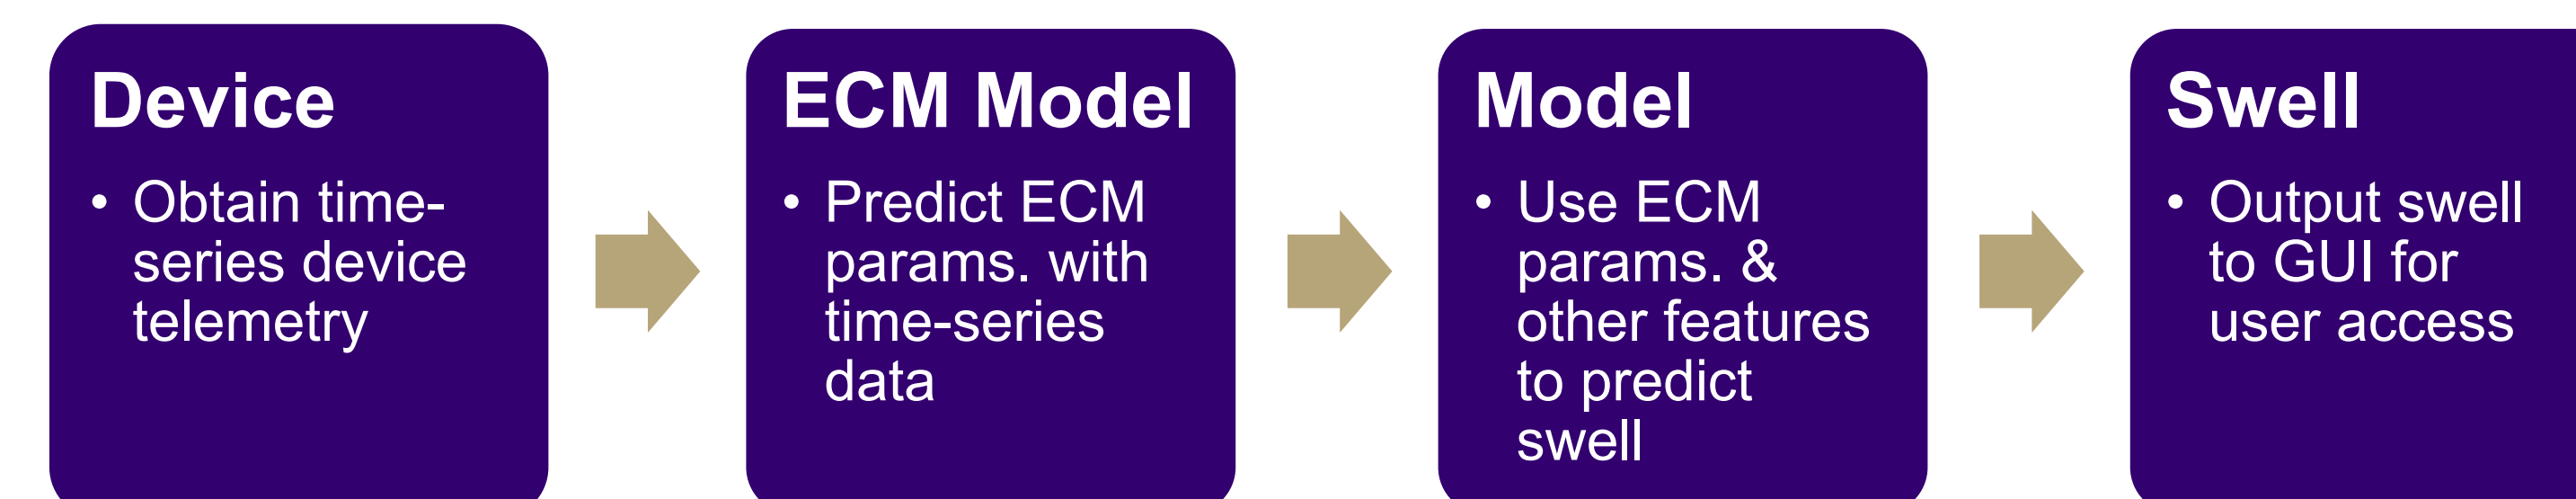 Device
• Obtain time-
series device
telemetry
ECM Model
• Predict ECM
params. with
time-series
data
Model
• Use ECM
params. &
other features
to predict
swell
Swell
• Output swell
to GUI for
user access